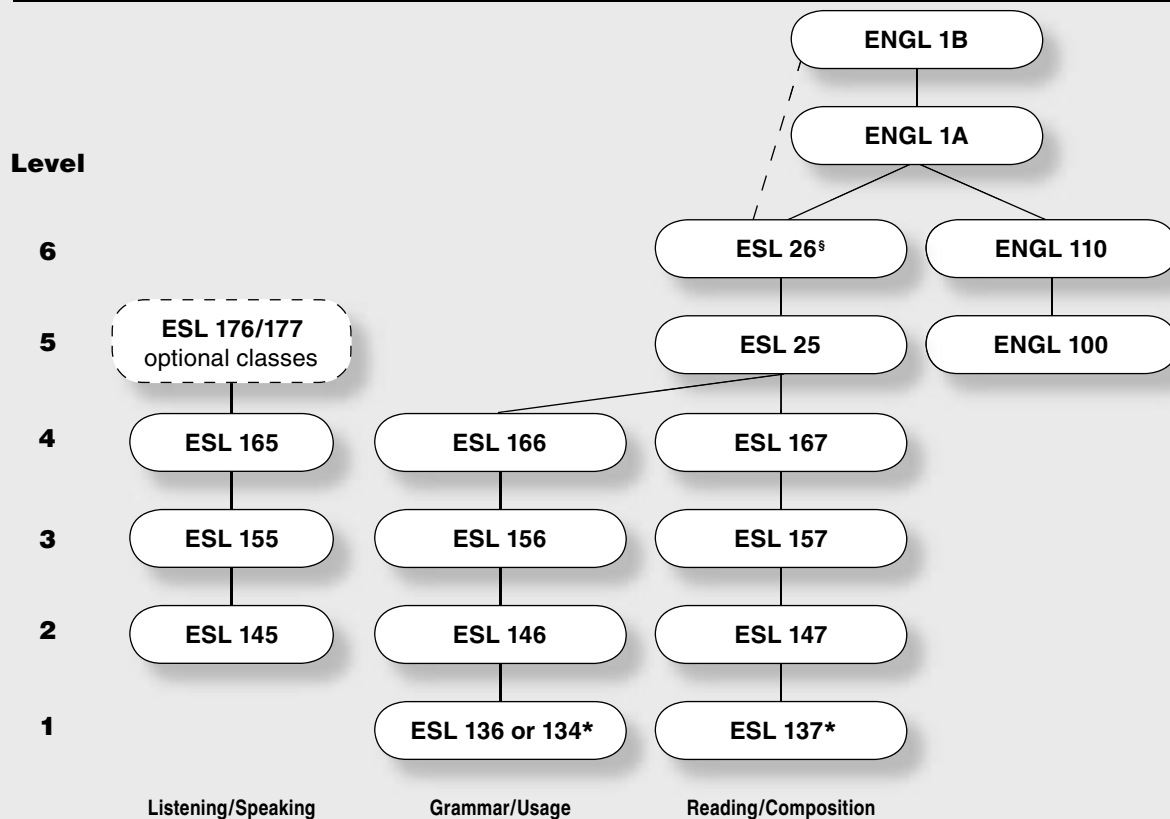 ENGL 1B
ENGL 1A
Level
6
ESL 26§
ENGL 110
5
ESL 176/177
optional classes
ESL 25
ENGL 100
4
ESL 165
ESL 166
ESL 167
3
ESL 155
ESL 156
ESL 157
2
ESL 145
ESL 146
ESL 147
1
ESL 136 or 134*
ESL 137*
Listening/Speaking
Grammar/Usage
Reading/Composition